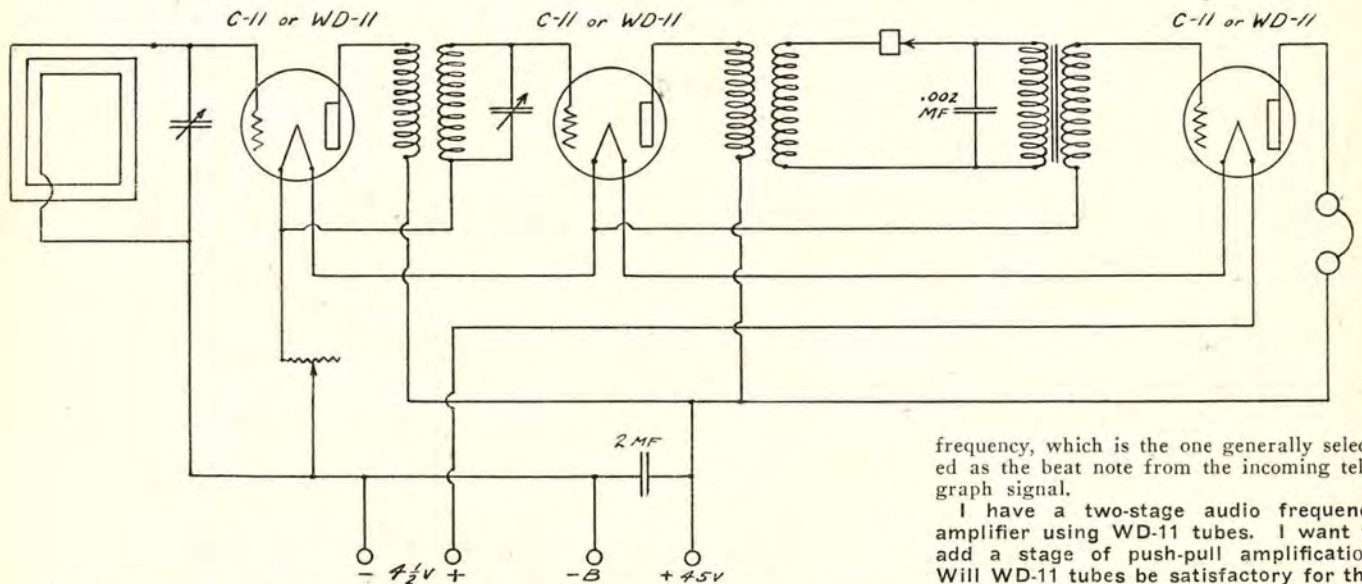 C-11 or WD-11
C-11 or WD-11
C-11 or WD-11
.002
MF
2 MF
- 4½V +
-B
+ 45V
frequency, which is the one generally selec
ed as the beat note from the incoming tel
graph signal.
I have a two-stage audio frequenc
amplifier using WD-11 tubes. I want
add a stage of push-pull amplification
Will WD-11 tubes be satisfactory for th